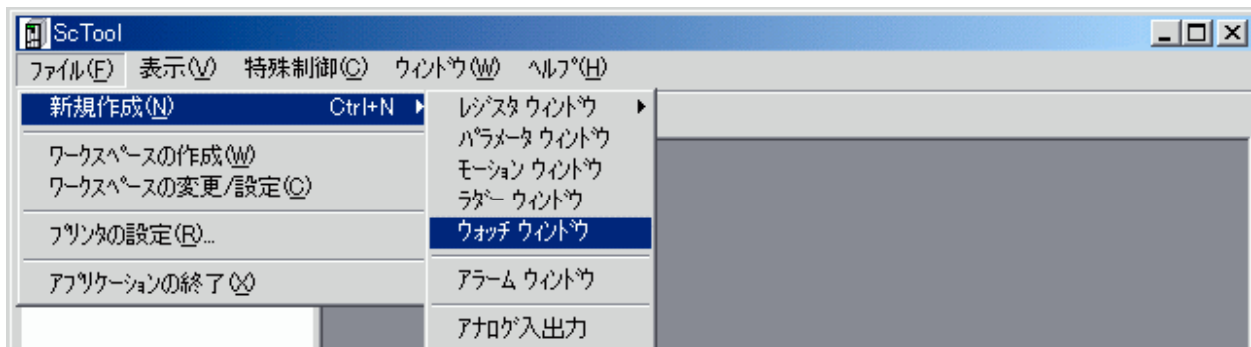 ScTool
ファイル(F) 表示(V) 特殊制御(C) ウィンドウ(W) ヘルプ(H)
新規作成(N) Ctrl+N
ワークスペースの作成(W)
ワークスペースの変更/設定(C)
プリンタの設定(R)...
アプリケーションの終了(X)
レジスタ ウィンドウ
パラメータ ウィンドウ
モーション ウィンドウ
ラダー ウィンドウ
ウォッチ ウィンドウ
アラーム ウィンドウ
アナログ入出力